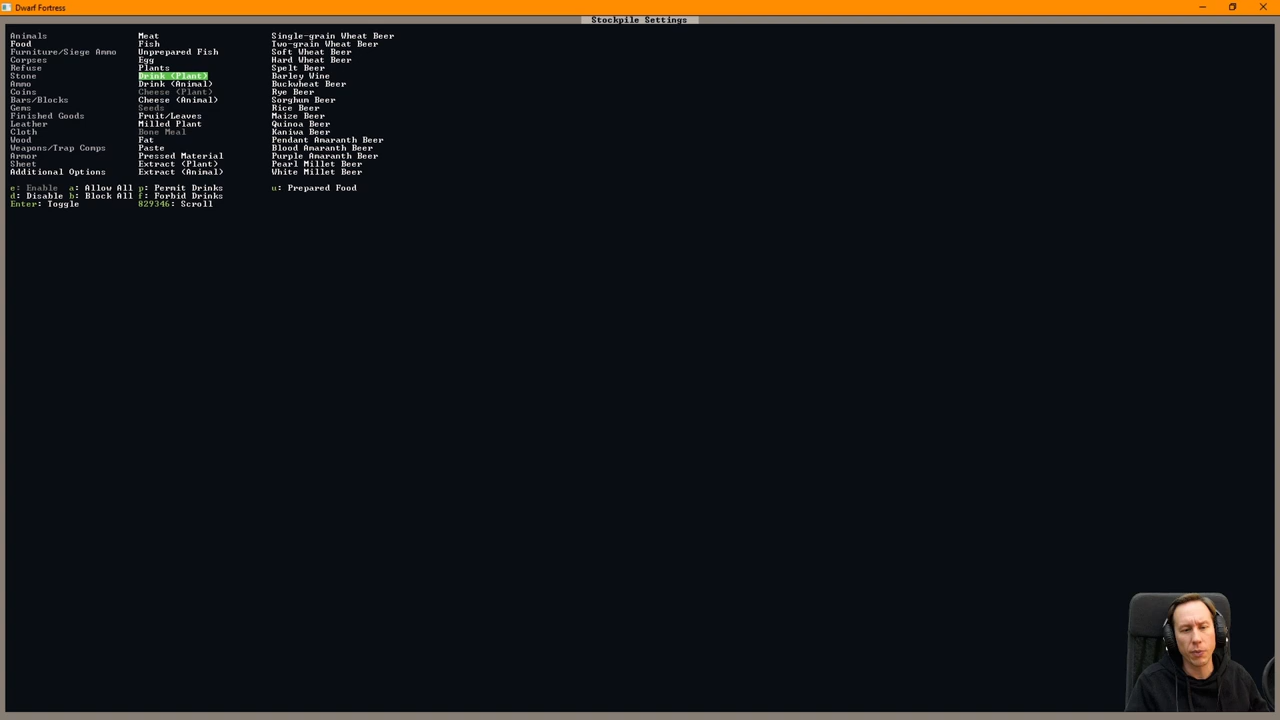 Dwarf Fortress
Stockpile Settings
Animals Meat Single-grain Wheat Beer
Food Fish Two-grain Wheat Beer
Furniture/Siege Ammo Unprepared Fish Soft Wheat Beer
Corpses Egg Hard Wheat Beer
Refuse Plants Spelt Beer
Stone Drink (Plant) Barley Wine
Ammo Drink (Animal) Buckwheat Beer
Coins Cheese (Plant) Rye Beer
Bars/Blocks Cheese (Animal) Sorghum Beer
Gems Seeds Rice Beer
Finished Goods Fruit/Leaves Maize Beer
Leather Milled Plant Quinoa Beer
Cloth Bone Meal Kaniwa Beer
Wood Fat Pendant Amaranth Beer
Weapons/Trap Comps Paste Blood Amaranth Beer
Armor Pressed Material Purple Amaranth Beer
Sheet Extract (Plant) Pearl Millet Beer
Additional Options Extract (Animal) White Millet Beer
e: Enable a: Allow All p: Permit Drinks u: Prepared Food
d: Disable b: Block All f: Forbid Drinks
Enter: Toggle 829346: Scroll